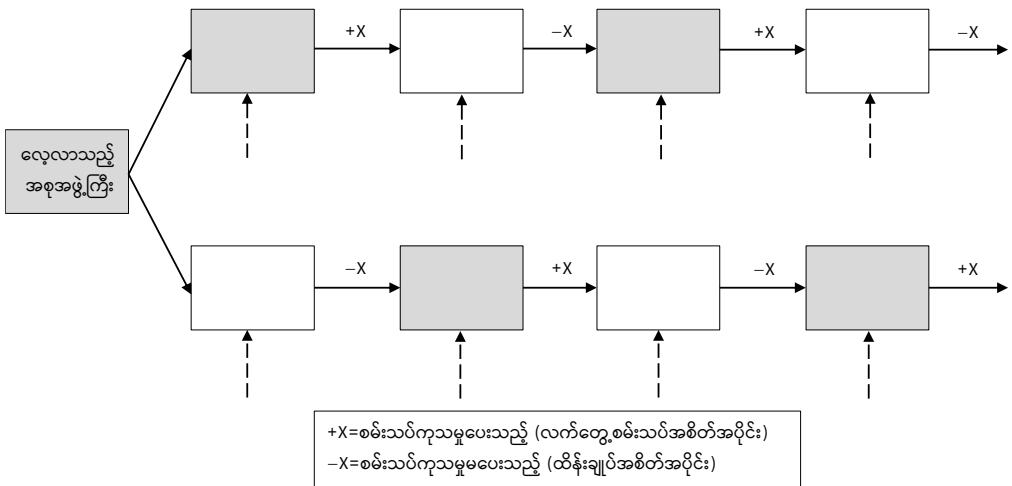 +X
−X
+X
−X
လေ့လာသည့်
အစုအဖွဲ့ကြီး
−X
+X
−X
+X
+X=စမ်းသပ်ကုသမှုပေးသည့် (လက်တွေ့စမ်းသပ်အစိတ်အပိုင်း)
−X=စမ်းသပ်ကုသမှုမပေးသည့် (ထိန်းချုပ်အစိတ်အပိုင်း)